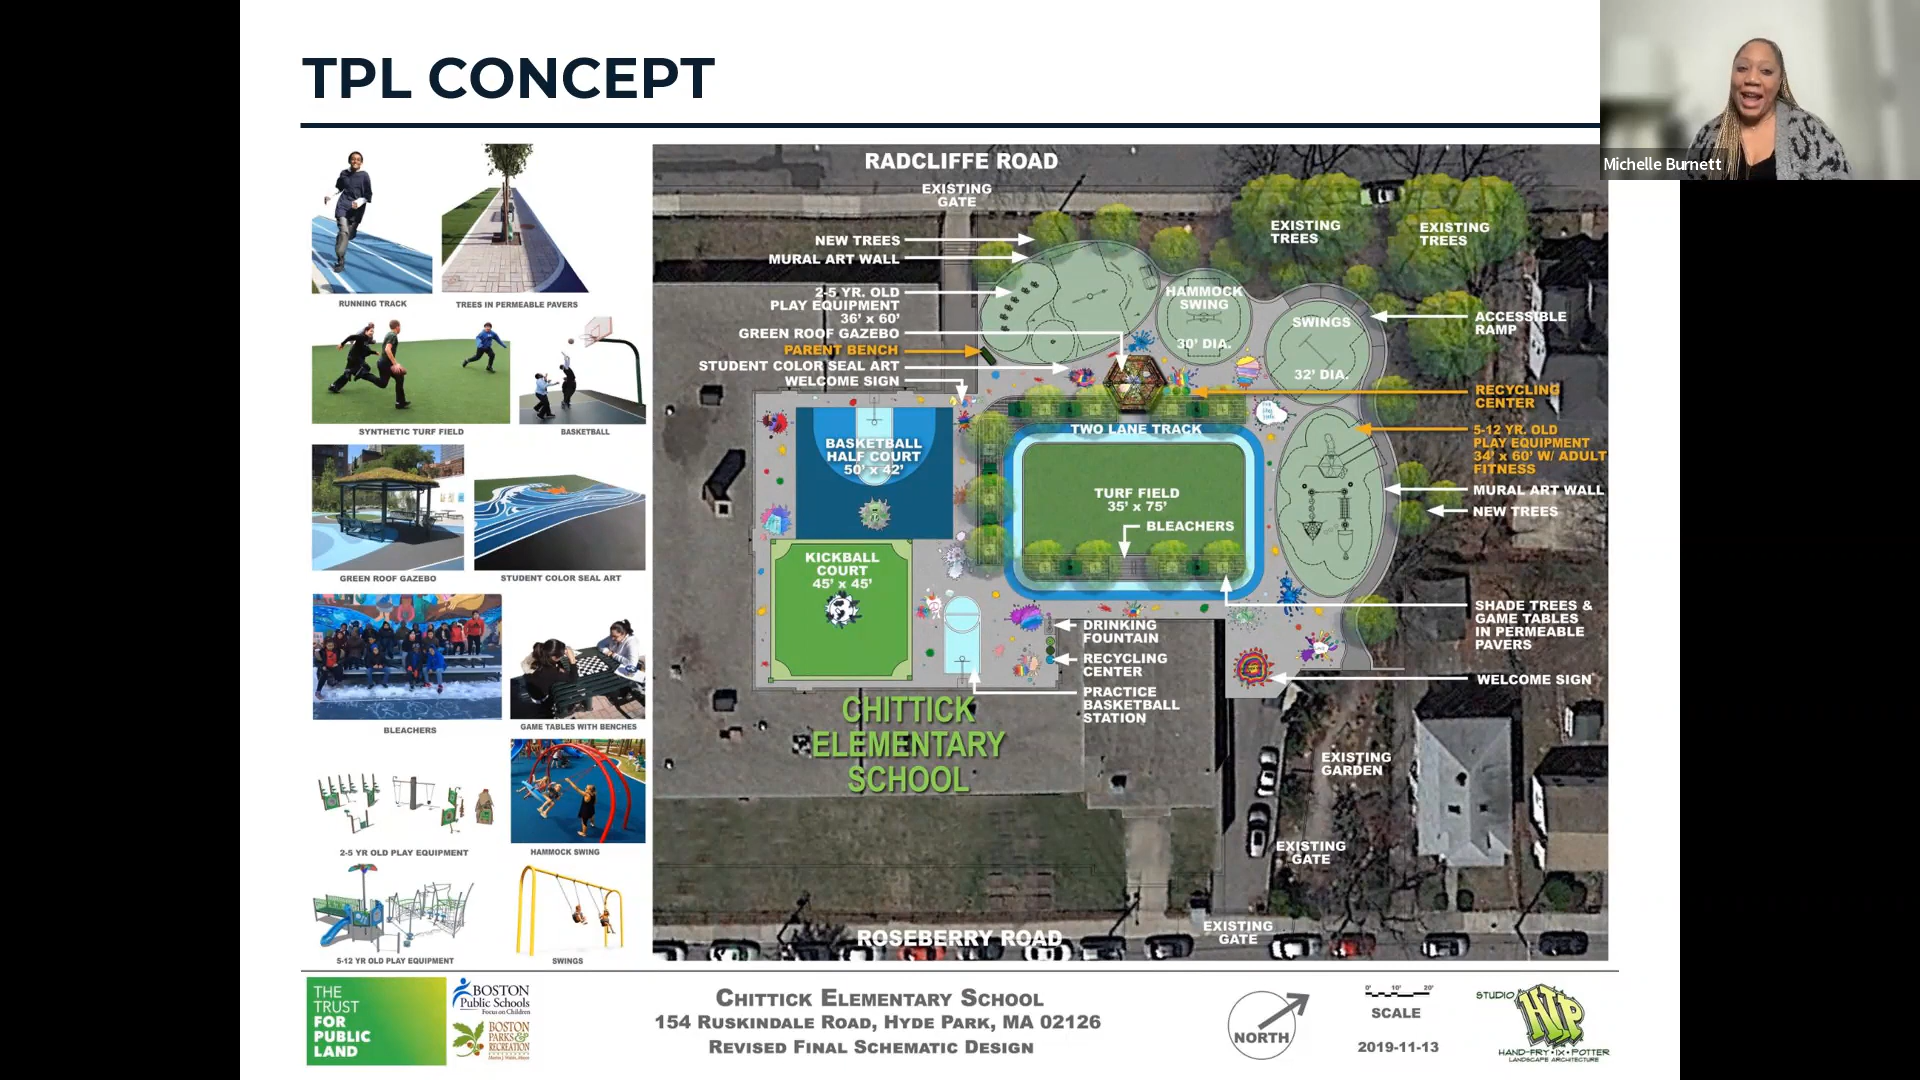 TPL CONCEPT
Michelle Burnett
RUNNING TRACK
TREES IN PERMEABLE PAVERS
SYNTHETIC TURF FIELD
BASKETBALL
GREEN ROOF GAZEBO
STUDENT COLOR SEAL ART
BLEACHERS
GAME TABLES WITH BENCHES
2-5 YR OLD PLAY EQUIPMENT
HAMMOCK SWING
5-12 YR OLD PLAY EQUIPMENT
SWINGS
RADCLIFFE ROAD
EXISTING
GATE
NEW TREES
MURAL ART WALL
2-5 YR. OLD
PLAY EQUIPMENT
36' x 60'
GREEN ROOF GAZEBO
PARENT BENCH
STUDENT COLOR SEAL ART
WELCOME SIGN
HAMMOCK
SWING
30' DIA.
SWINGS
32' DIA.
EXISTING
TREES
EXISTING
TREES
ACCESSIBLE
RAMP
RECYCLING
CENTER
5-12 YR. OLD
PLAY EQUIPMENT
34' x 60' W/ ADULT
FITNESS
MURAL ART WALL
NEW TREES
BASKETBALL
HALF COURT
50' x 42'
TWO LANE TRACK
TURF FIELD
35' x 75'
BLEACHERS
KICKBALL
COURT
45' x 45'
DRINKING
FOUNTAIN
RECYCLING
CENTER
PRACTICE
BASKETBALL
STATION
SHADE TREES &
GAME TABLES
IN PERMEABLE
PAVERS
WELCOME SIGN
CHITTICK
ELEMENTARY
SCHOOL
EXISTING
GARDEN
EXISTING
GATE
EXISTING
GATE
ROSEBERRY ROAD
THE
TRUST
FOR
PUBLIC
LAND
BOSTON
Public Schools
Focus on Children
BOSTON
PARKS &
RECREATION
CHITTICK ELEMENTARY SCHOOL
154 RUSKINDALE ROAD, HYDE PARK, MA 02126
REVISED FINAL SCHEMATIC DESIGN
NORTH
0' 10' 20'
SCALE
2019-11-13
STUDIO
HIP
HAND-FRY•IX•POTTER
LANDSCAPE ARCHITECTURE